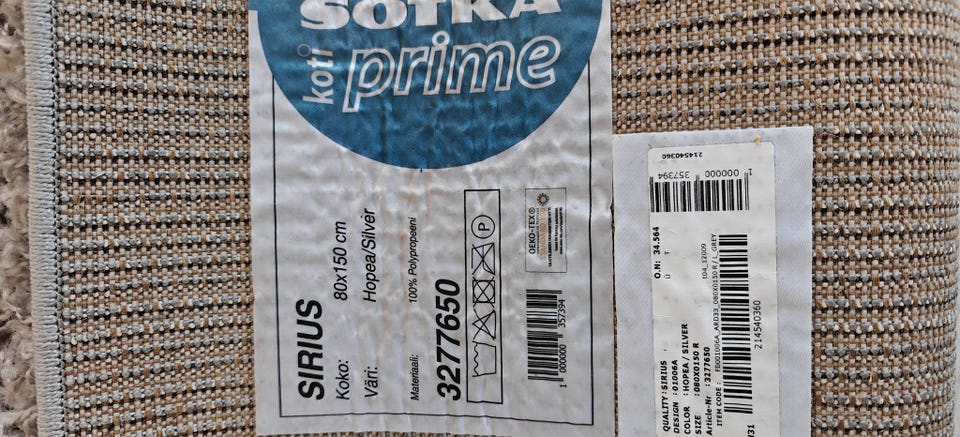 SOTKA
koti prime
SIRIUS
Koko: 80x150 cm
Väri: Hopea/Silver
Materiaali: 100% Polypropeeni
3277650
P
OEKO-TEX®
1 000000 357394
1 000000 357394
214540360
QUALITY:SIRIUS
O.N: 34.564
DESIGN :01006A
COLOR :HOPEA / SILVER
SIZE :080X0150 R
Article-Nr :3277650
L04_12009
214540360